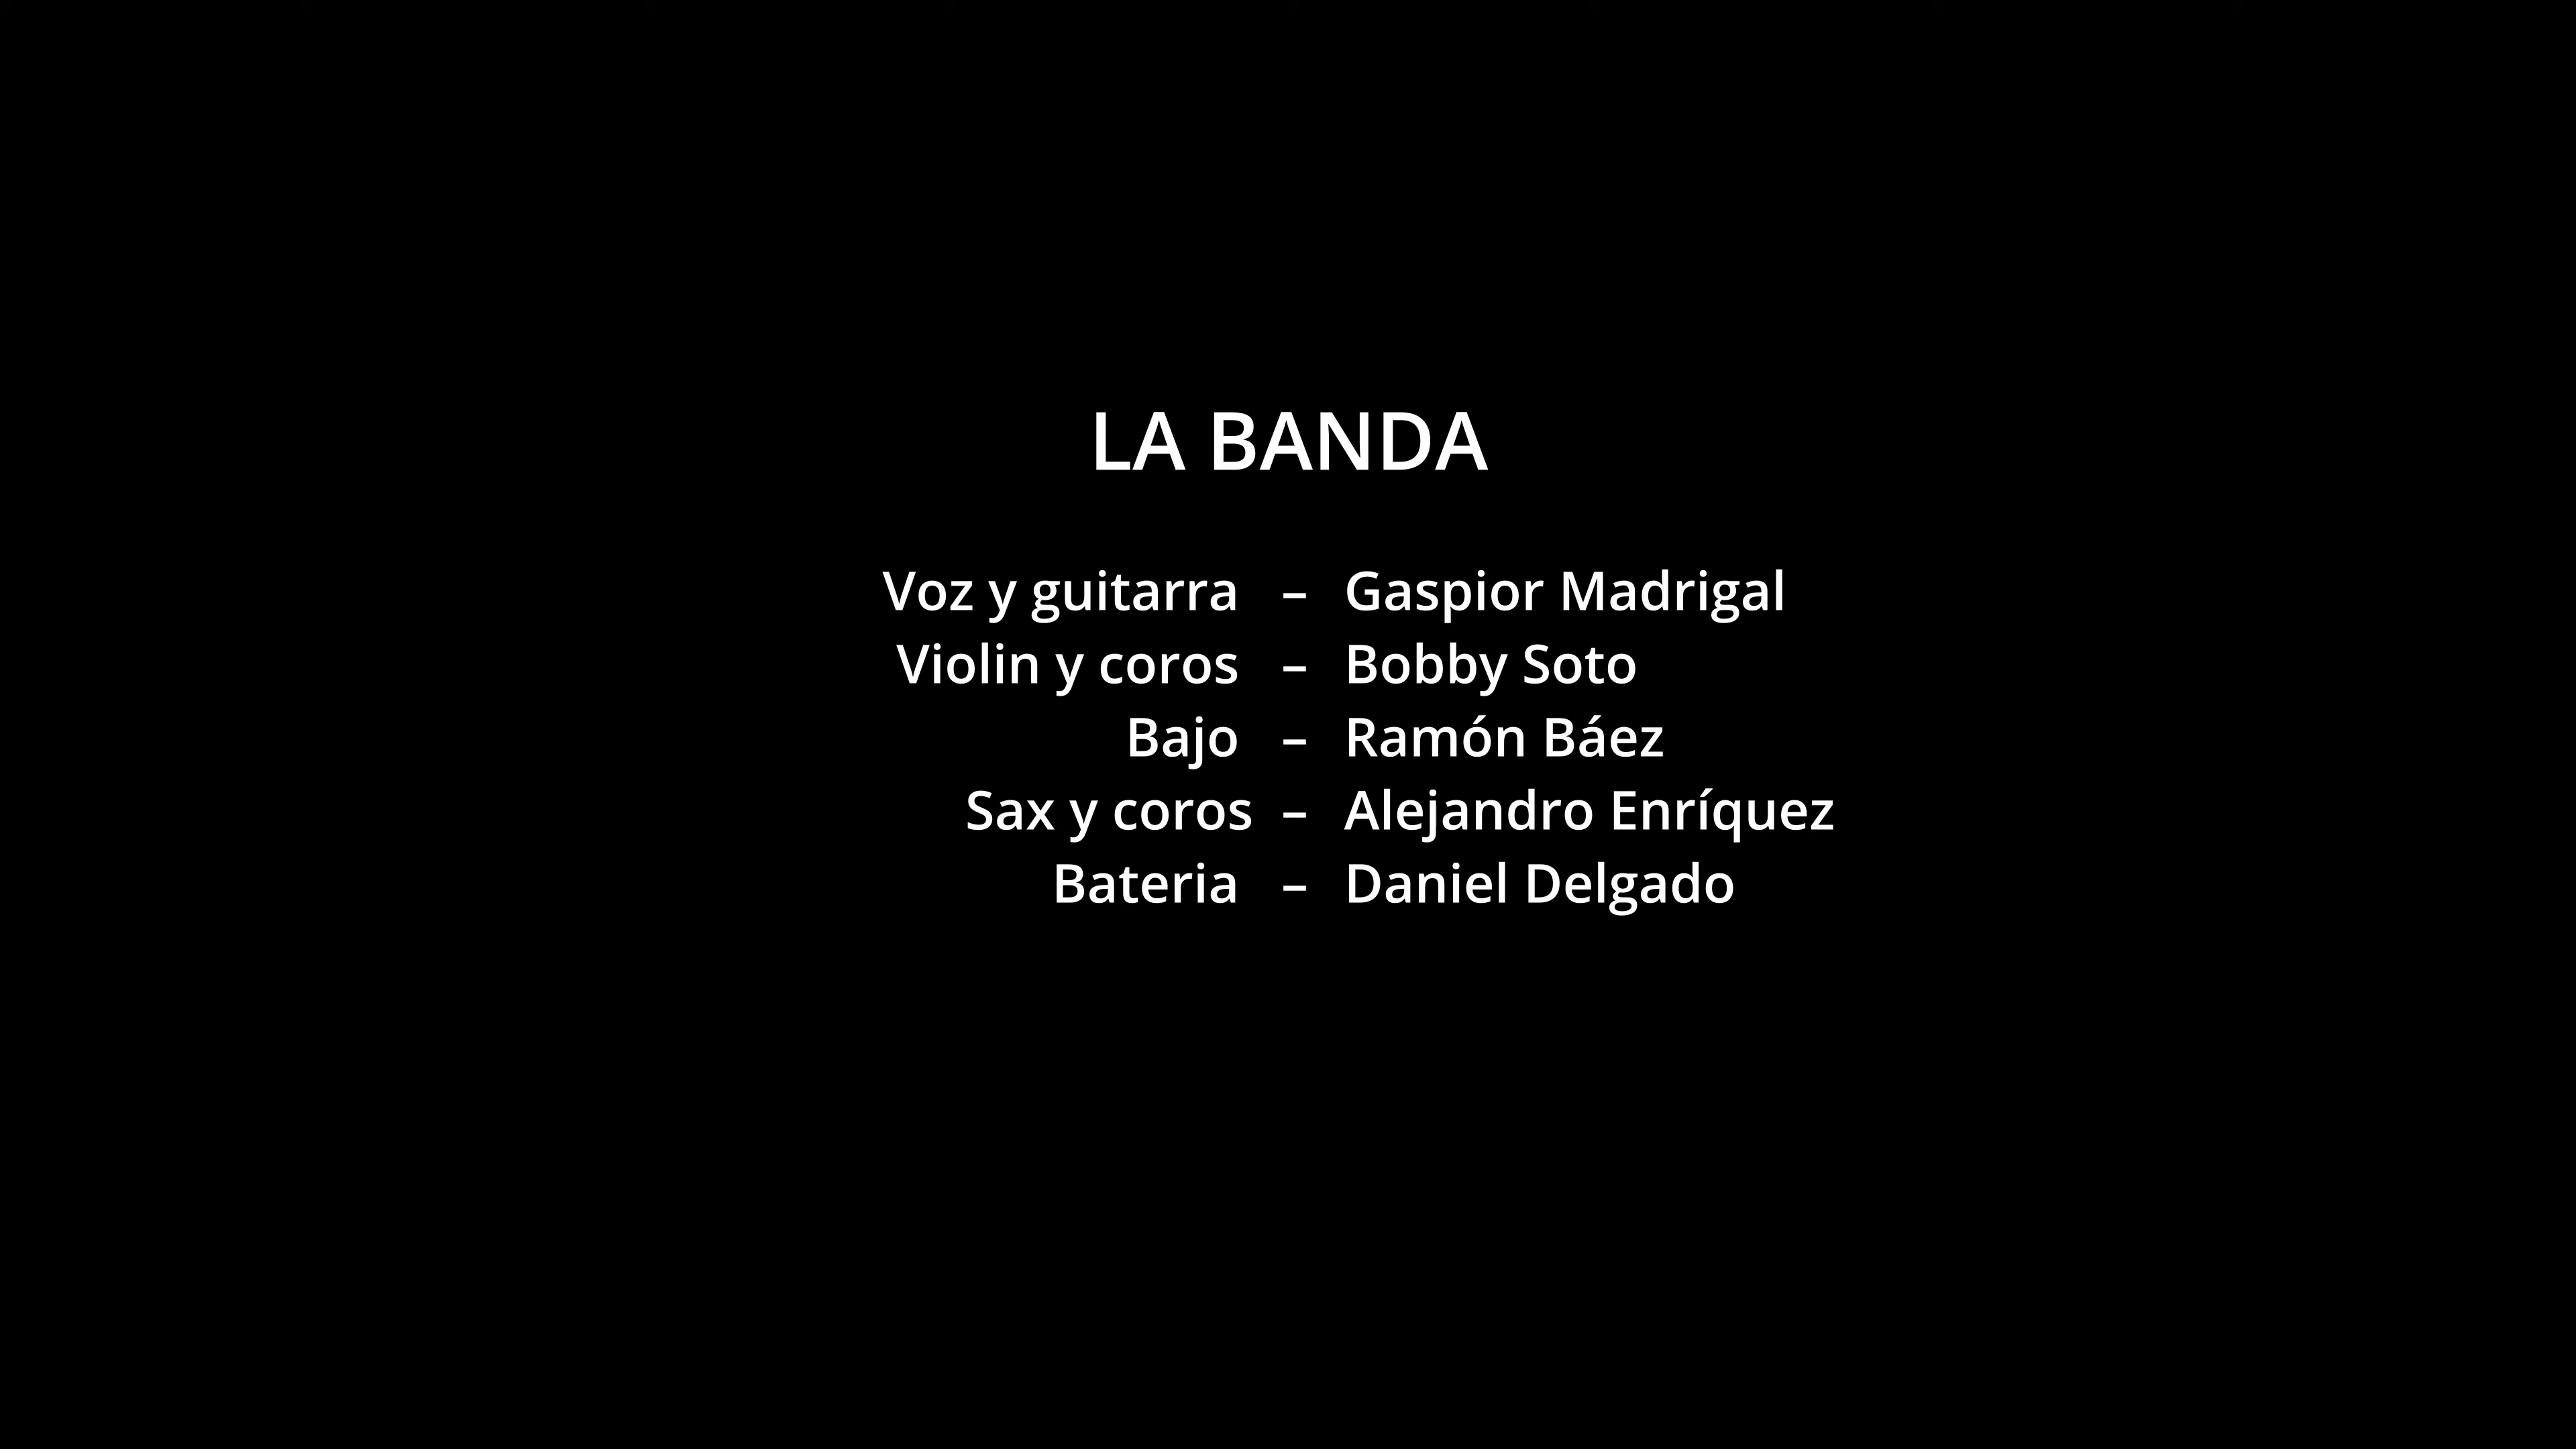 LA BANDA
Voz y guitarra – Gaspior Madrigal
Violin y coros – Bobby Soto
Bajo – Ramón Báez
Sax y coros – Alejandro Enríquez
Bateria – Daniel Delgado